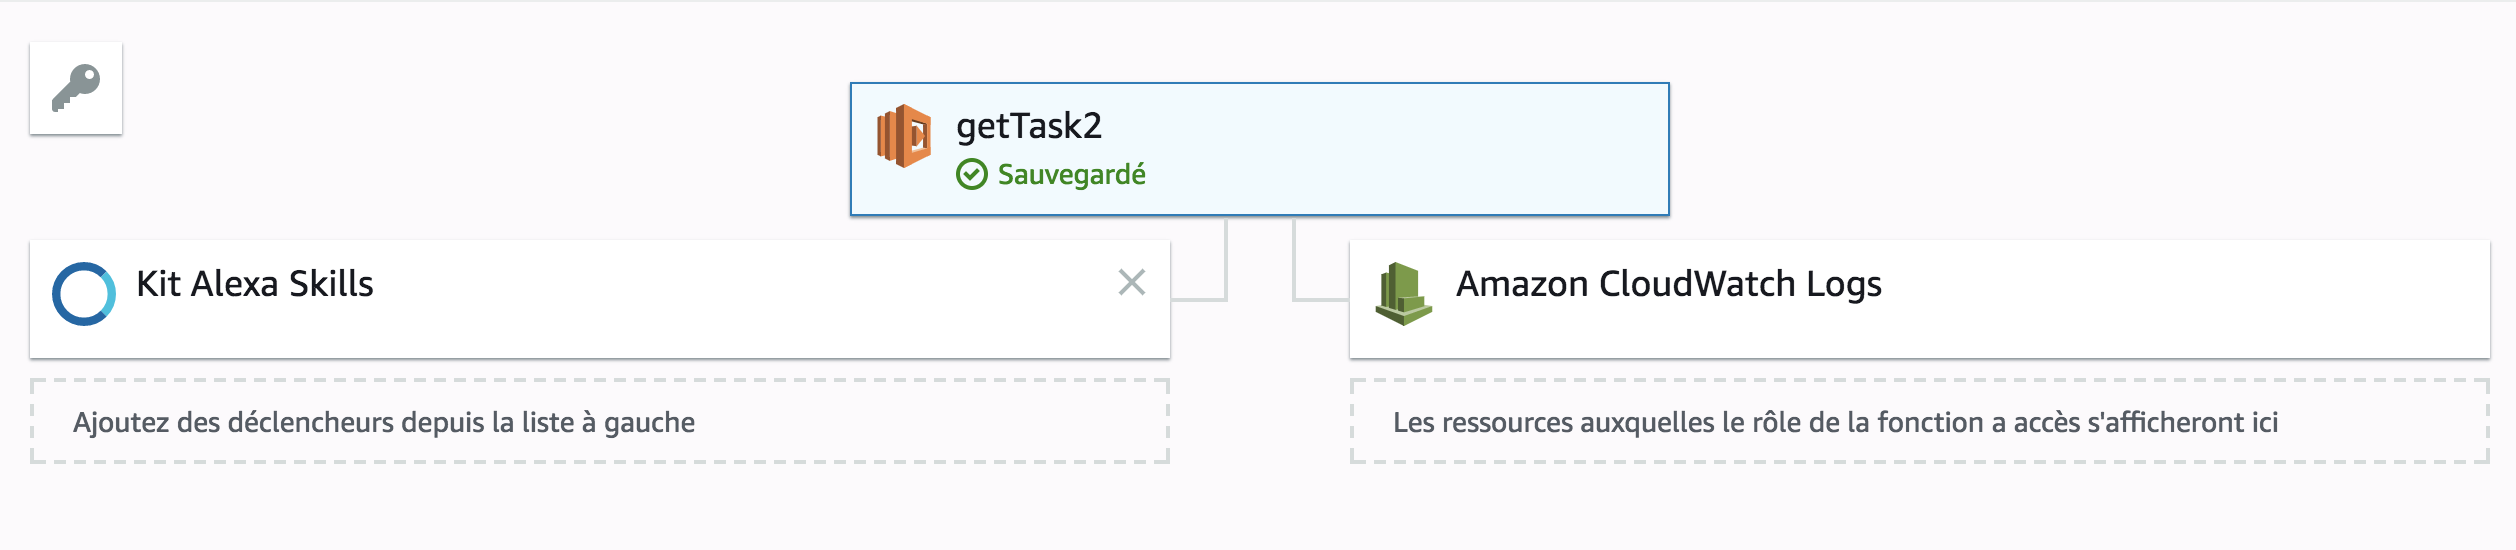 getTask2
Sauvegardé
Kit Alexa Skills
Amazon CloudWatch Logs
Ajoutez des déclencheurs depuis la liste à gauche
Les ressources auxquelles le rôle de la fonction a accès s'afficheront ici